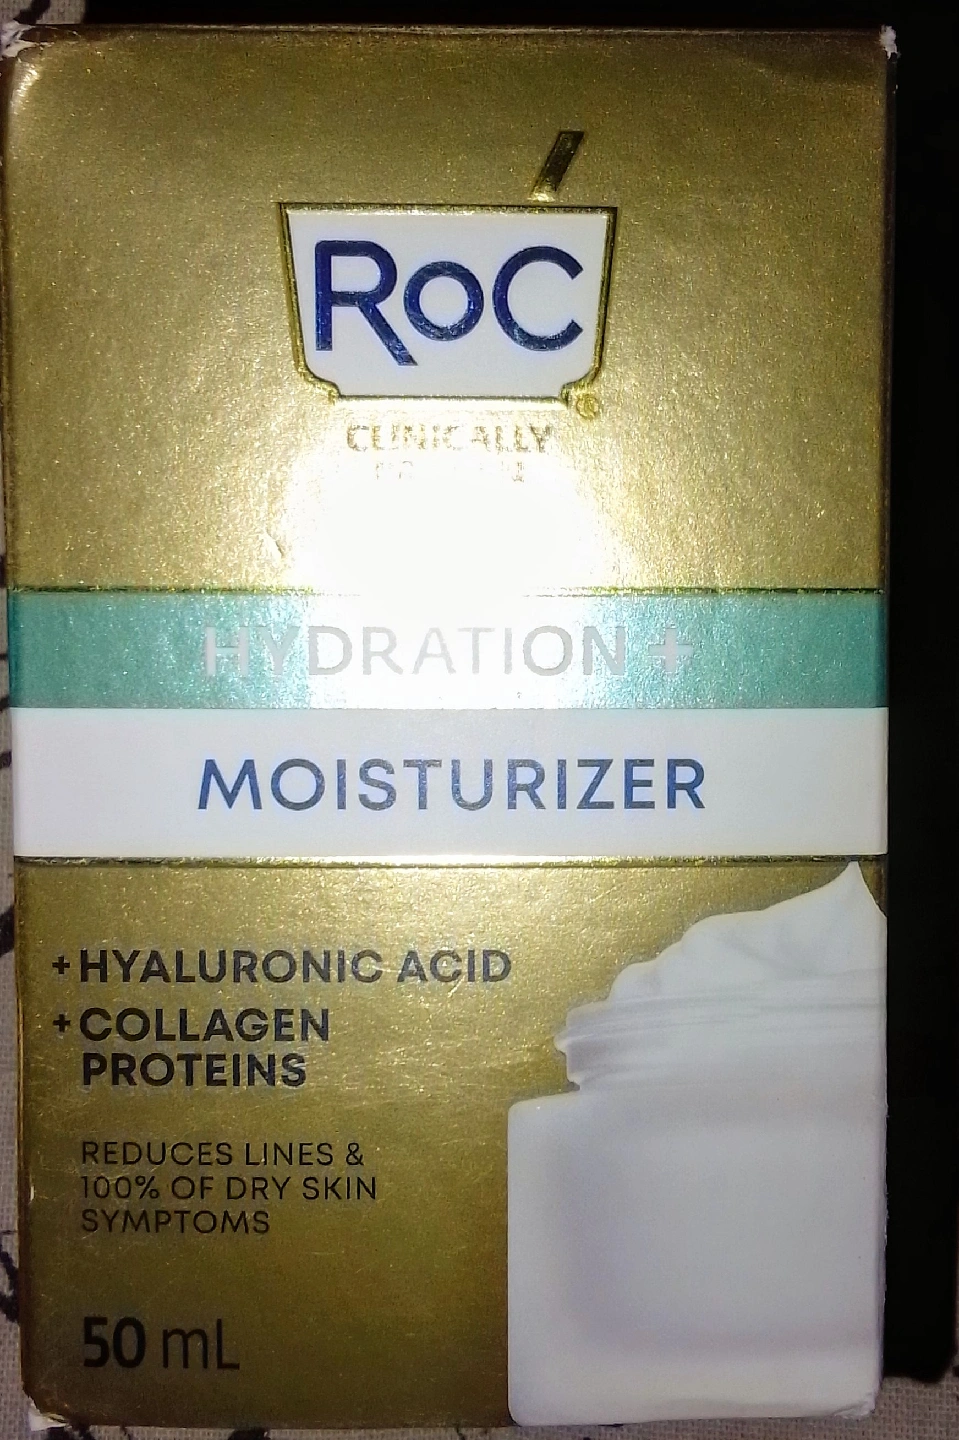 RoC
®
CLINICALLY
HYDRATION +
MOISTURIZER
+HYALURONIC ACID
+COLLAGEN
PROTEINS
REDUCES LINES &
100% OF DRY SKIN
SYMPTOMS
50 mL